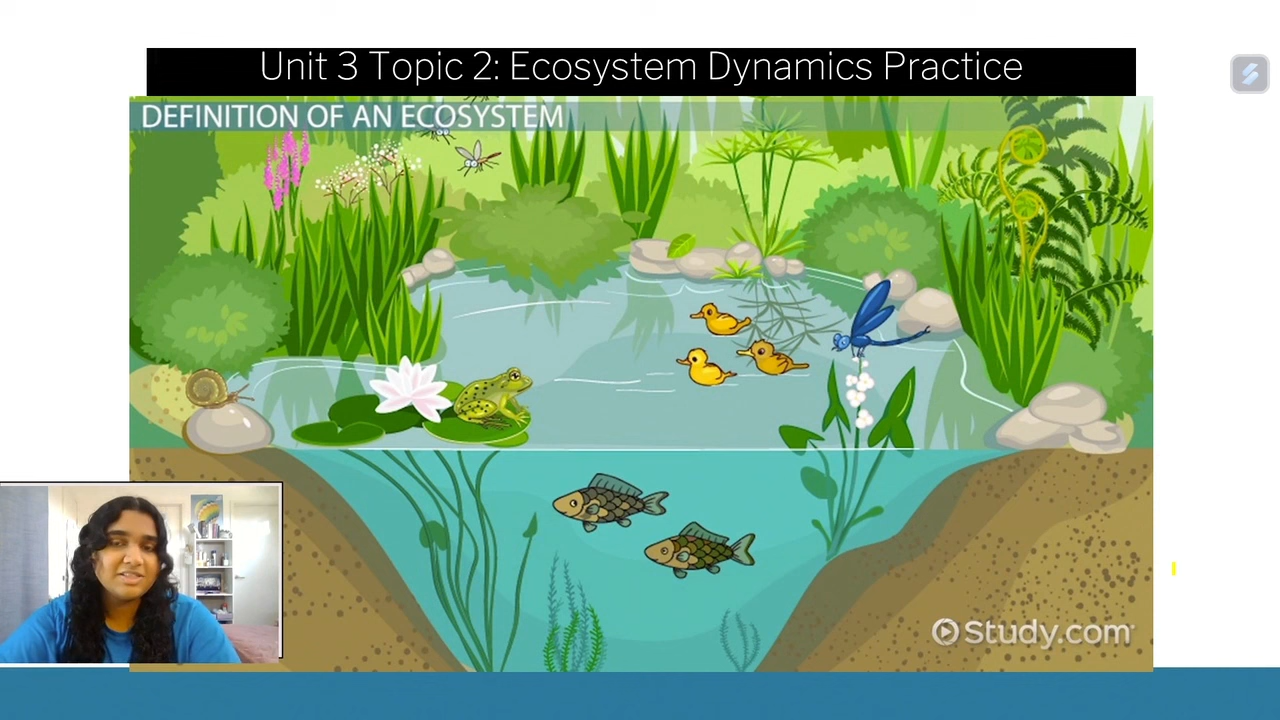 Unit 3 Topic 2: Ecosystem Dynamics Practice
DEFINITION OF AN ECOSYSTEM
Study.com